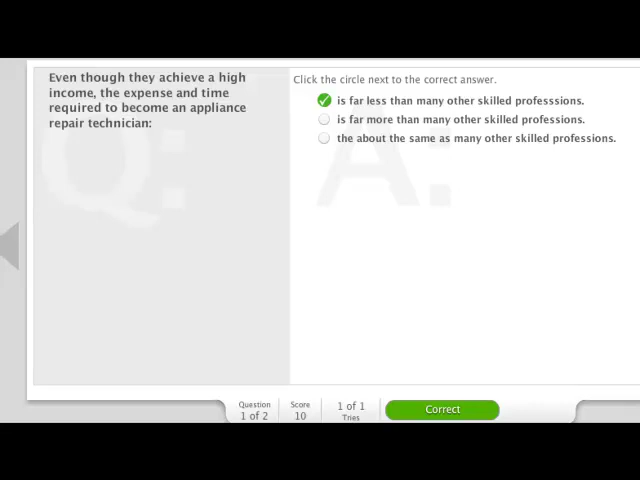 Even though they achieve a high
income, the expense and time
required to become an appliance
repair technician:
Q:
Click the circle next to the correct answer.
is far less than many other skilled professsions.
is far more than many other skilled professions.
the about the same as many other skilled professions.
A:
Question
1 of 2
Score
10
1 of 1
Tries
Correct